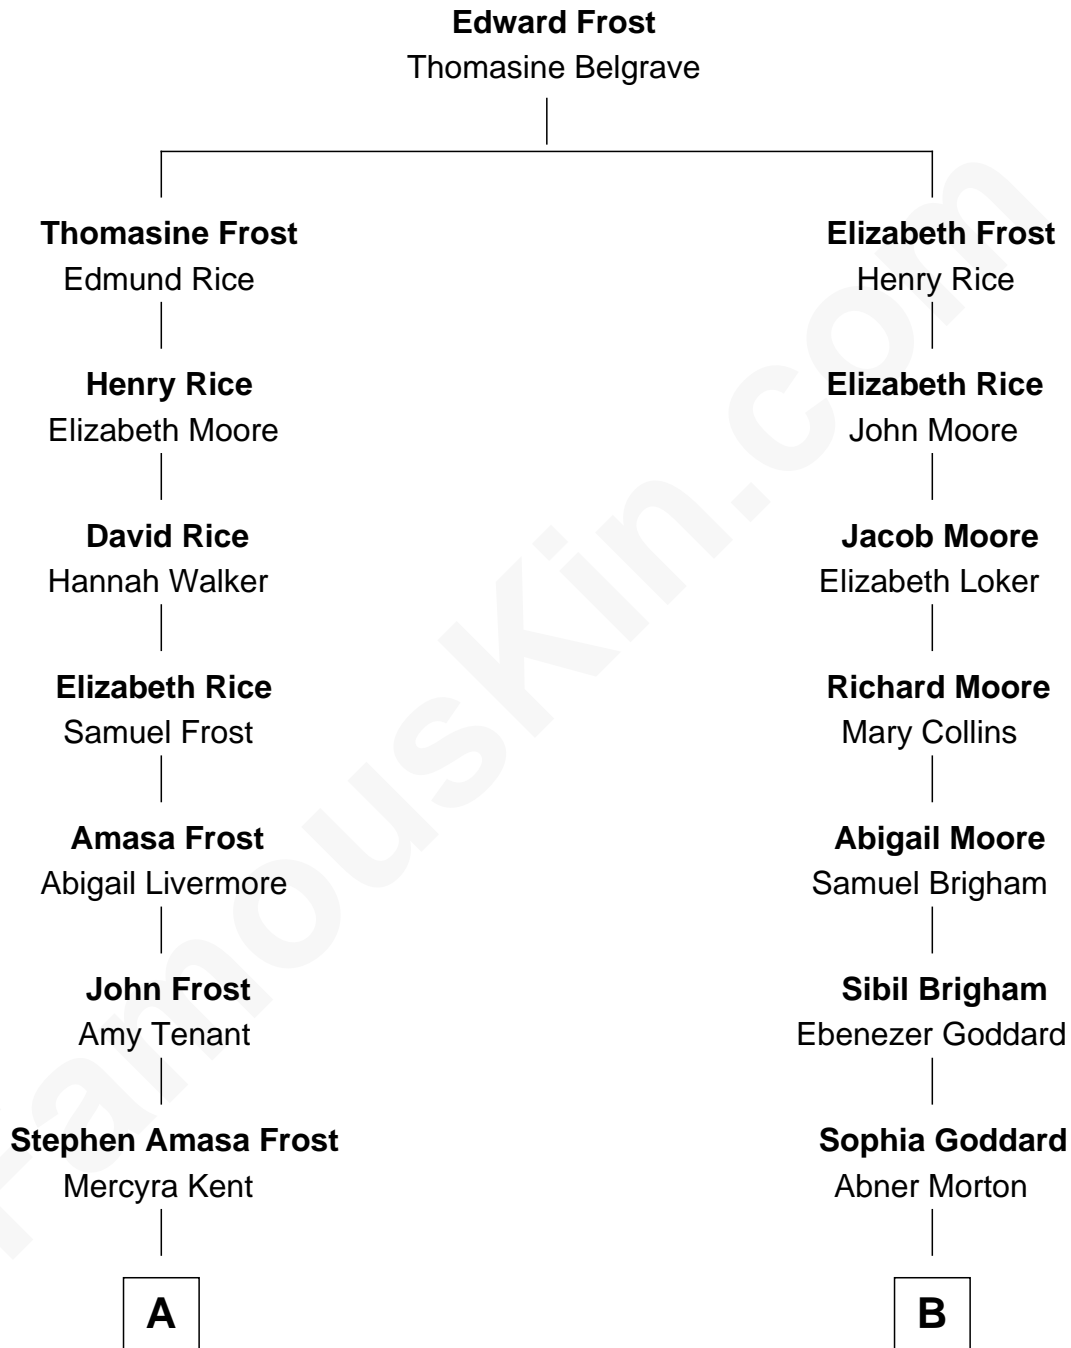 Edward Frost
Thomasine Belgrave
Thomasine Frost
Edmund Rice
Elizabeth Frost
Henry Rice
Henry Rice
Elizabeth Moore
Elizabeth Rice
John Moore
David Rice
Hannah Walker
Jacob Moore
Elizabeth Loker
Elizabeth Rice
Samuel Frost
Richard Moore
Mary Collins
Amasa Frost
Abigail Livermore
Abigail Moore
Samuel Brigham
John Frost
Amy Tenant
Sibil Brigham
Ebenezer Goddard
Stephen Amasa Frost
Mercyra Kent
Sophia Goddard
Abner Morton
A
B
FamousKin.com